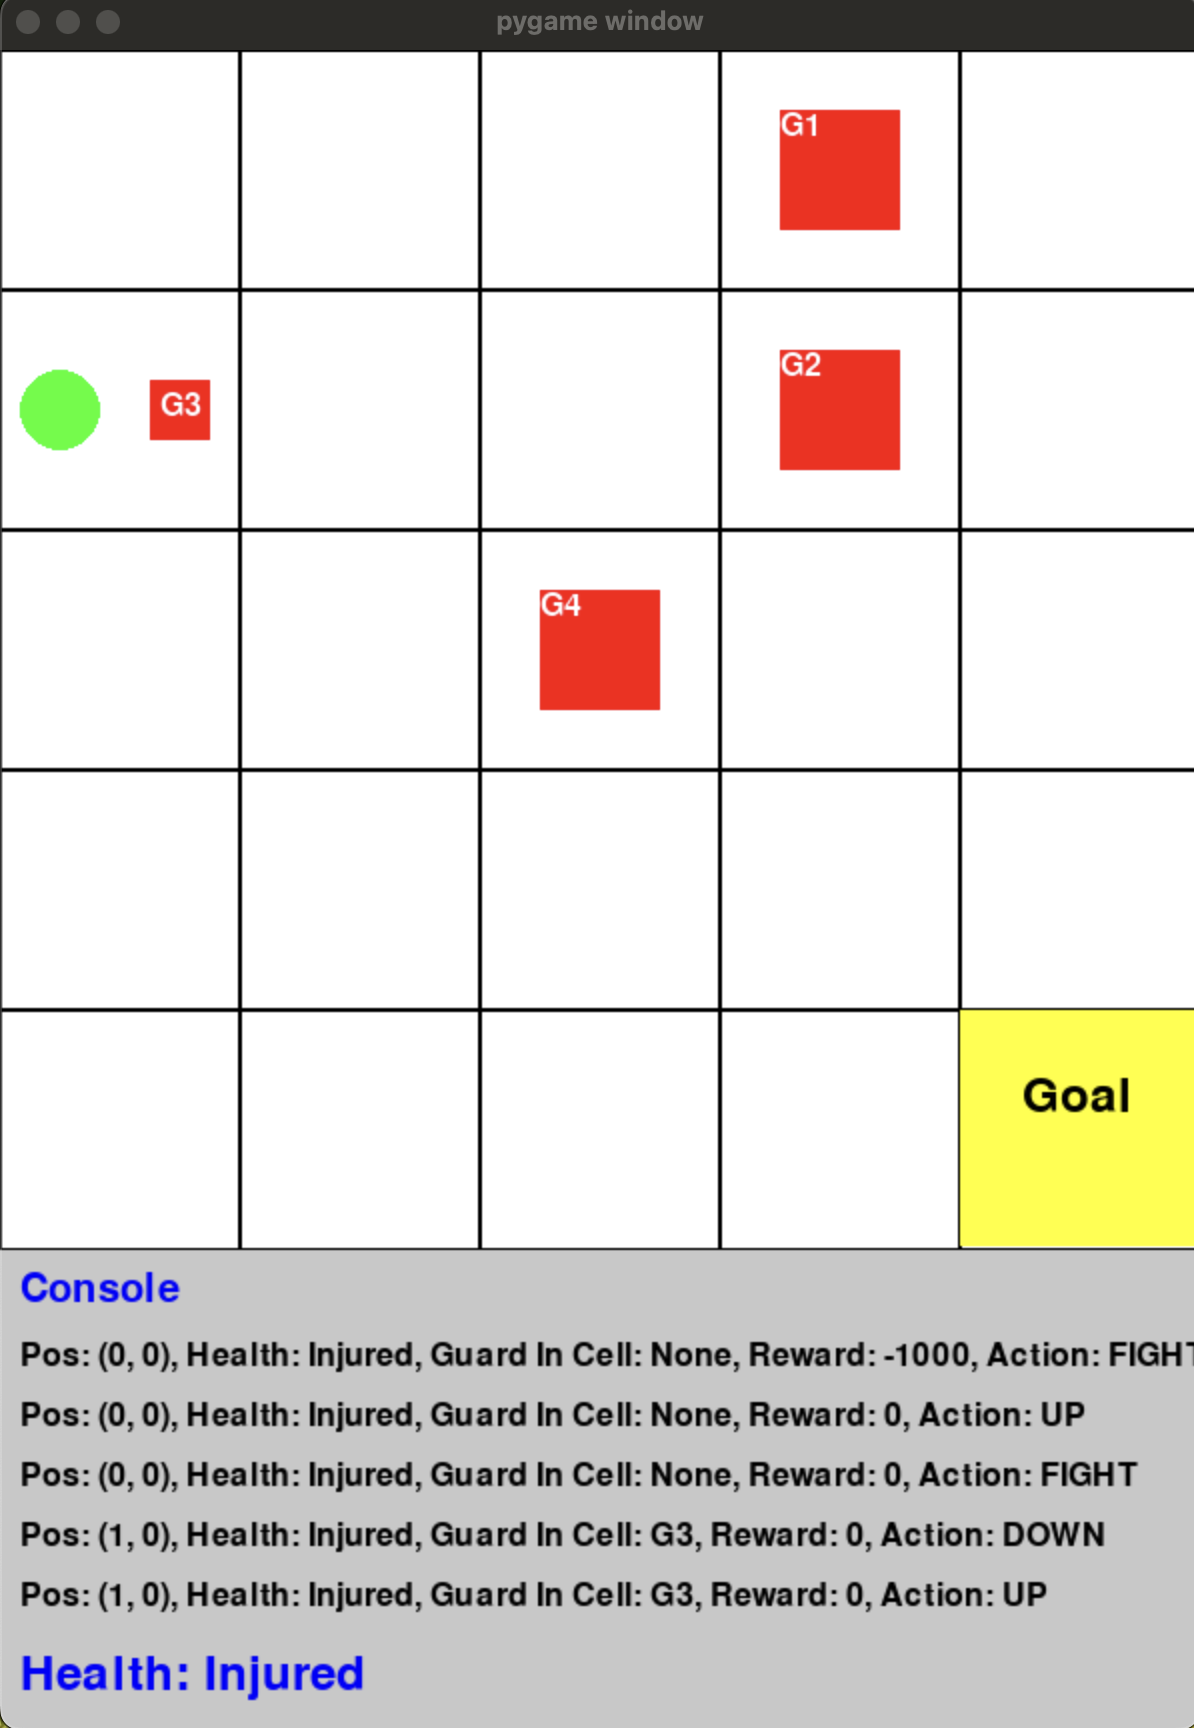 pygame window
G1
G3
G2
G4
Goal
Console
Pos: (0, 0), Health: Injured, Guard In Cell: None, Reward: -1000, Action: FIGHT
Pos: (0, 0), Health: Injured, Guard In Cell: None, Reward: 0, Action: UP
Pos: (0, 0), Health: Injured, Guard In Cell: None, Reward: 0, Action: FIGHT
Pos: (1, 0), Health: Injured, Guard In Cell: G3, Reward: 0, Action: DOWN
Pos: (1, 0), Health: Injured, Guard In Cell: G3, Reward: 0, Action: UP
Health: Injured